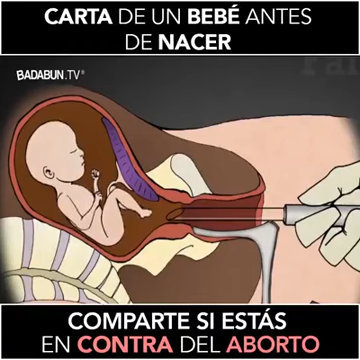 CARTA DE UN BEBÉ ANTES
DE NACER
BADABUN.TV®
COMPARTE SI ESTÁS
EN CONTRA DEL ABORTO